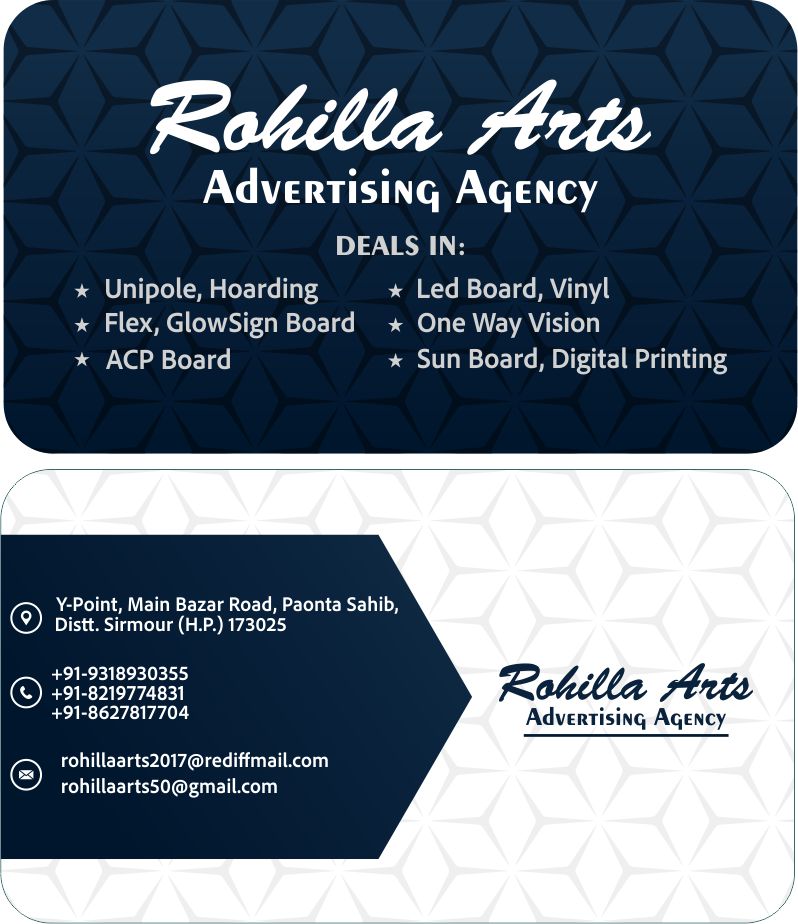 Rohilla Arts
Advertising Agency
DEALS IN:
★ Unipole, Hoarding
★ Flex, GlowSign Board
★ ACP Board
★ Led Board, Vinyl
★ One Way Vision
★ Sun Board, Digital Printing
Y-Point, Main Bazar Road, Paonta Sahib,
Distt. Sirmour (H.P.) 173025
+91-9318930355
+91-8219774831
+91-8627817704
rohillaarts2017@rediffmail.com
rohillaarts50@gmail.com
Rohilla Arts
Advertising Agency